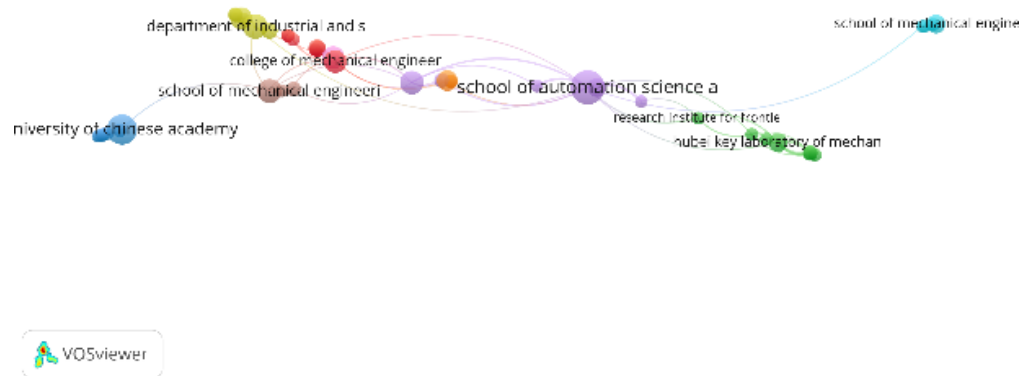 school of mechanical engine
department of industrial and s
college of mechanical engineer
school of mechanical engineeri
school of automation science a
research institute for frontie
niversity of chinese academy
hubei key laboratory of mechan
VOSviewer